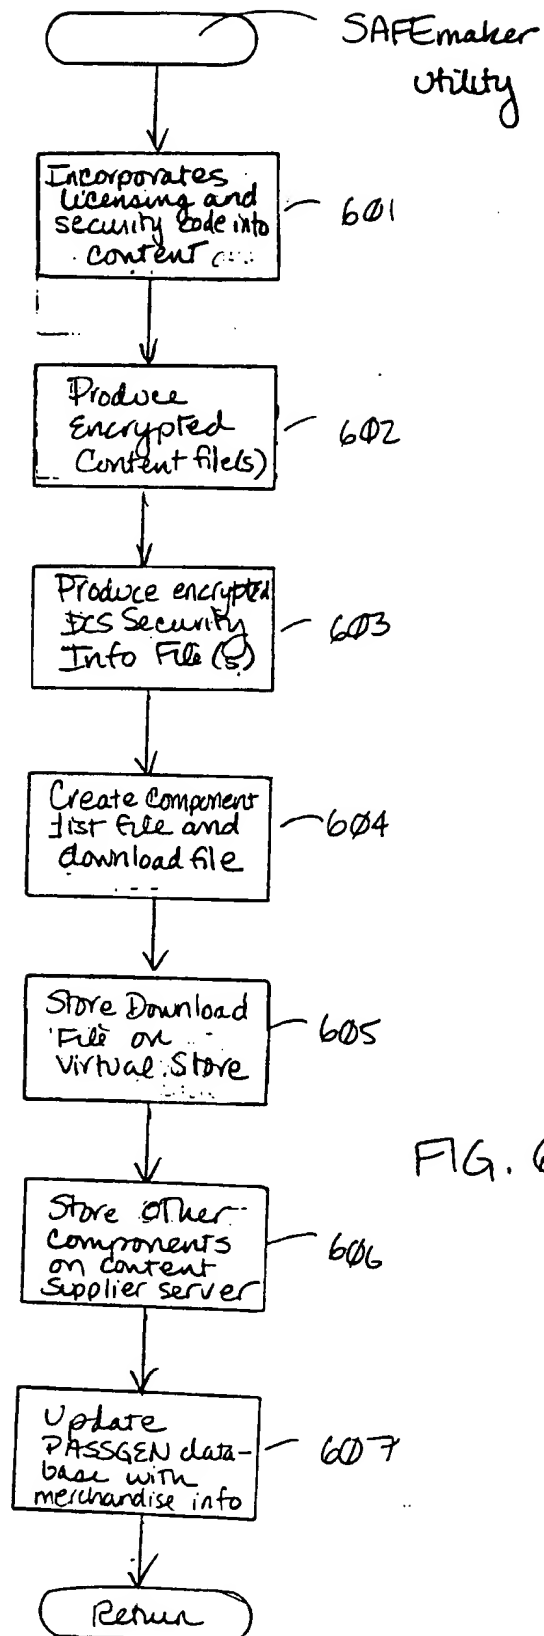 SAFEmaker
utility
Incorporates
licensing and
security code into
content
601
Produce
Encrypted
Content file(s)
602
Produce encrypted
DCS Security
Info File(s)
603
Create component
list file and
download file
604
Store Download
File on
Virtual Store
605
FIG. 6
Store other
components
on content
supplier server
606
Update
PASSGEN data-
base with
merchandise info
607
Return